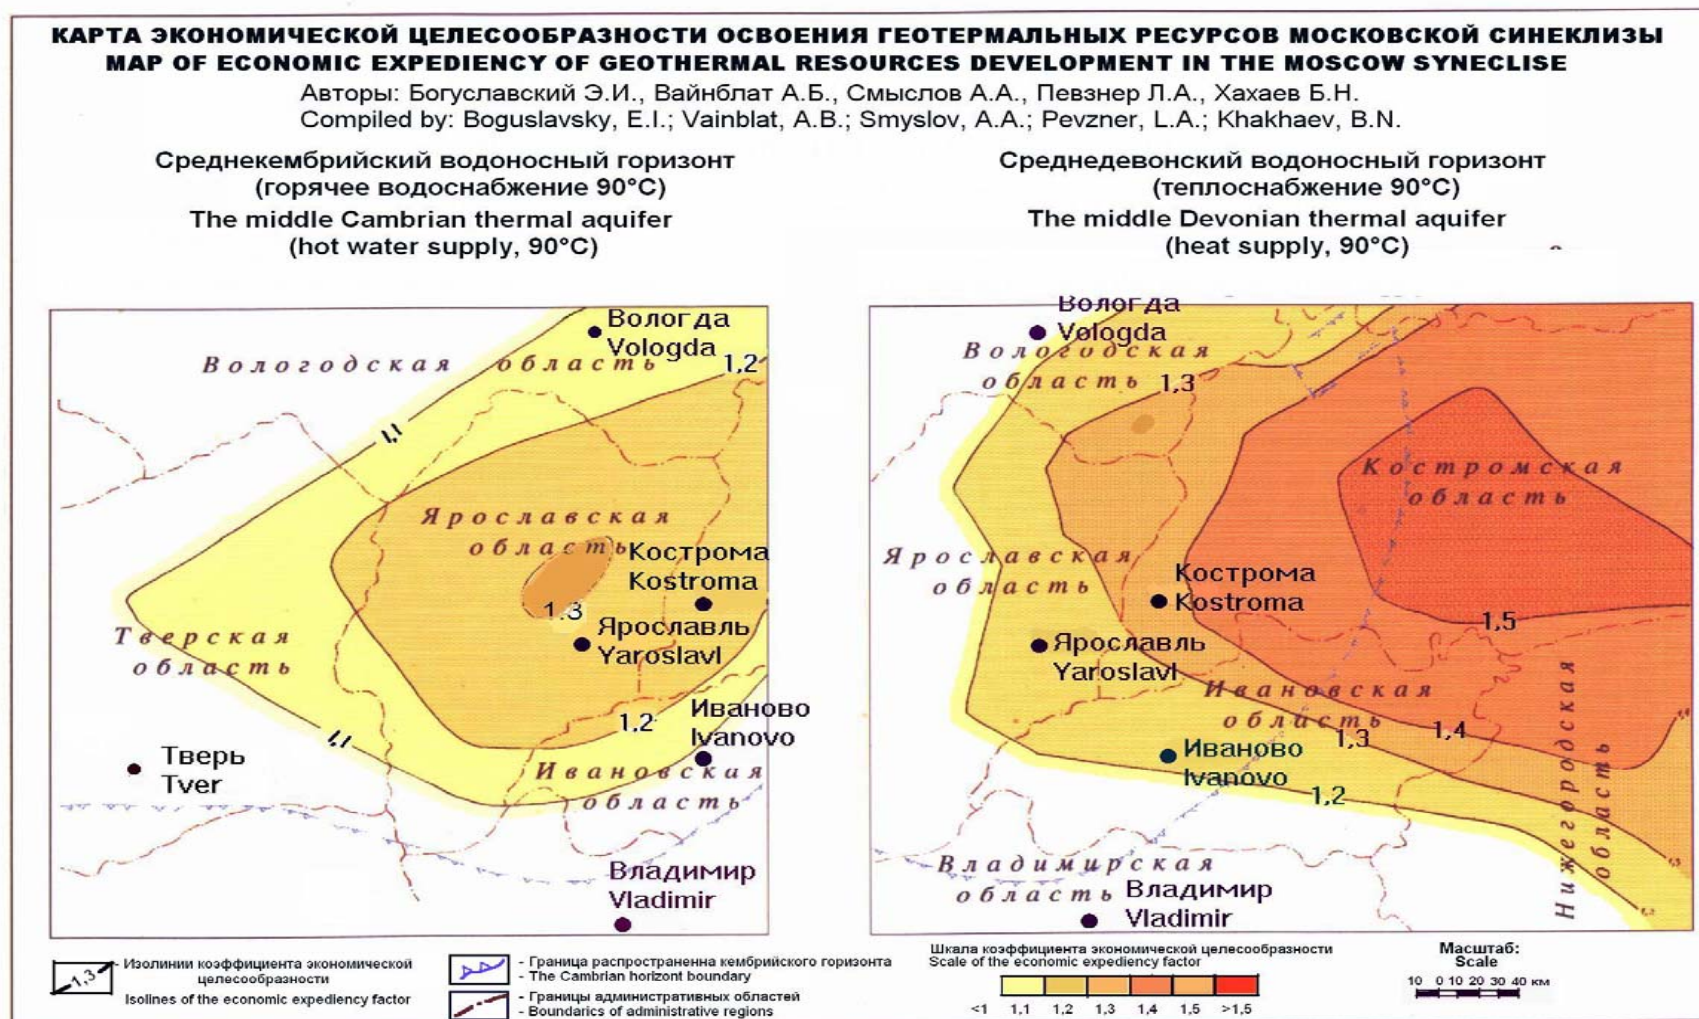 КАРТА ЭКОНОМИЧЕСКОЙ ЦЕЛЕСООБРАЗНОСТИ ОСВОЕНИЯ ГЕОТЕРМАЛЬНЫХ РЕСУРСОВ МОСКОВСКОЙ СИНЕКЛИЗЫ
MAP OF ECONOMIC EXPEDIENCY OF GEOTHERMAL RESOURCES DEVELOPMENT IN THE MOSCOW SYNECLISE
Авторы: Богуславский Э.И., Вайнблат А.Б., Смыслов А.А., Певзнер Л.А., Хахаев Б.Н.
Compiled by: Boguslavsky, E.I.; Vainblat, A.B.; Smyslov, A.A.; Pevzner, L.A.; Khakhaev, B.N.
Среднекембрийский водоносный горизонт
(горячее водоснабжение 90°С)
The middle Cambrian thermal aquifer
(hot water supply, 90°C)
Вологда
Vologda
Вологодская область
1,2
1,1
Ярославская
область
Кострома
Kostroma
1.3
Ярославль
Yaroslavl
Тверская
область
1,2
Иваново
Ivanovo
1,1
Тверь
Tver
Ивановская
область
Владимир
Vladimir
Среднедевонский водоносный горизонт
(теплоснабжение 90°С)
The middle Devonian thermal aquifer
(heat supply, 90°C)
Вологда
Vologda
Вологодская
область
1,3
Костромская
область
Ярославская
область
Кострома
Kostroma
1,5
Ярославль
Yaroslavl
Ивановская
область
1,4
1,3
Иваново
Ivanovo
1,2
Нижегородская
область
Владимирская
область
Владимир
Vladimir
1,3
- Изолинии коэффициента экономической
целесообразности
Isolines of the economic expediency factor
- Граница распространенна кембрийского горизонта
- The Cambrian horizont boundary
- Границы административных областей
- Boundarics of administrative regions
Шкала коэффициента экономической целесообразности
Scale of the economic expediency factor
<1 1,1 1,2 1,3 1,4 1,5 >1,5
Масштаб:
Scale
10 0 10 20 30 40 км